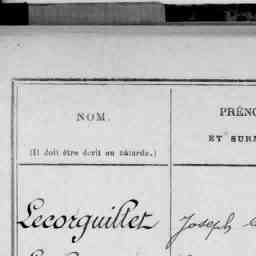 NOM.
(Il doit être écrit en bâtarde.)
PRÉNO
ET SURN
Lecorguillet
Joseph